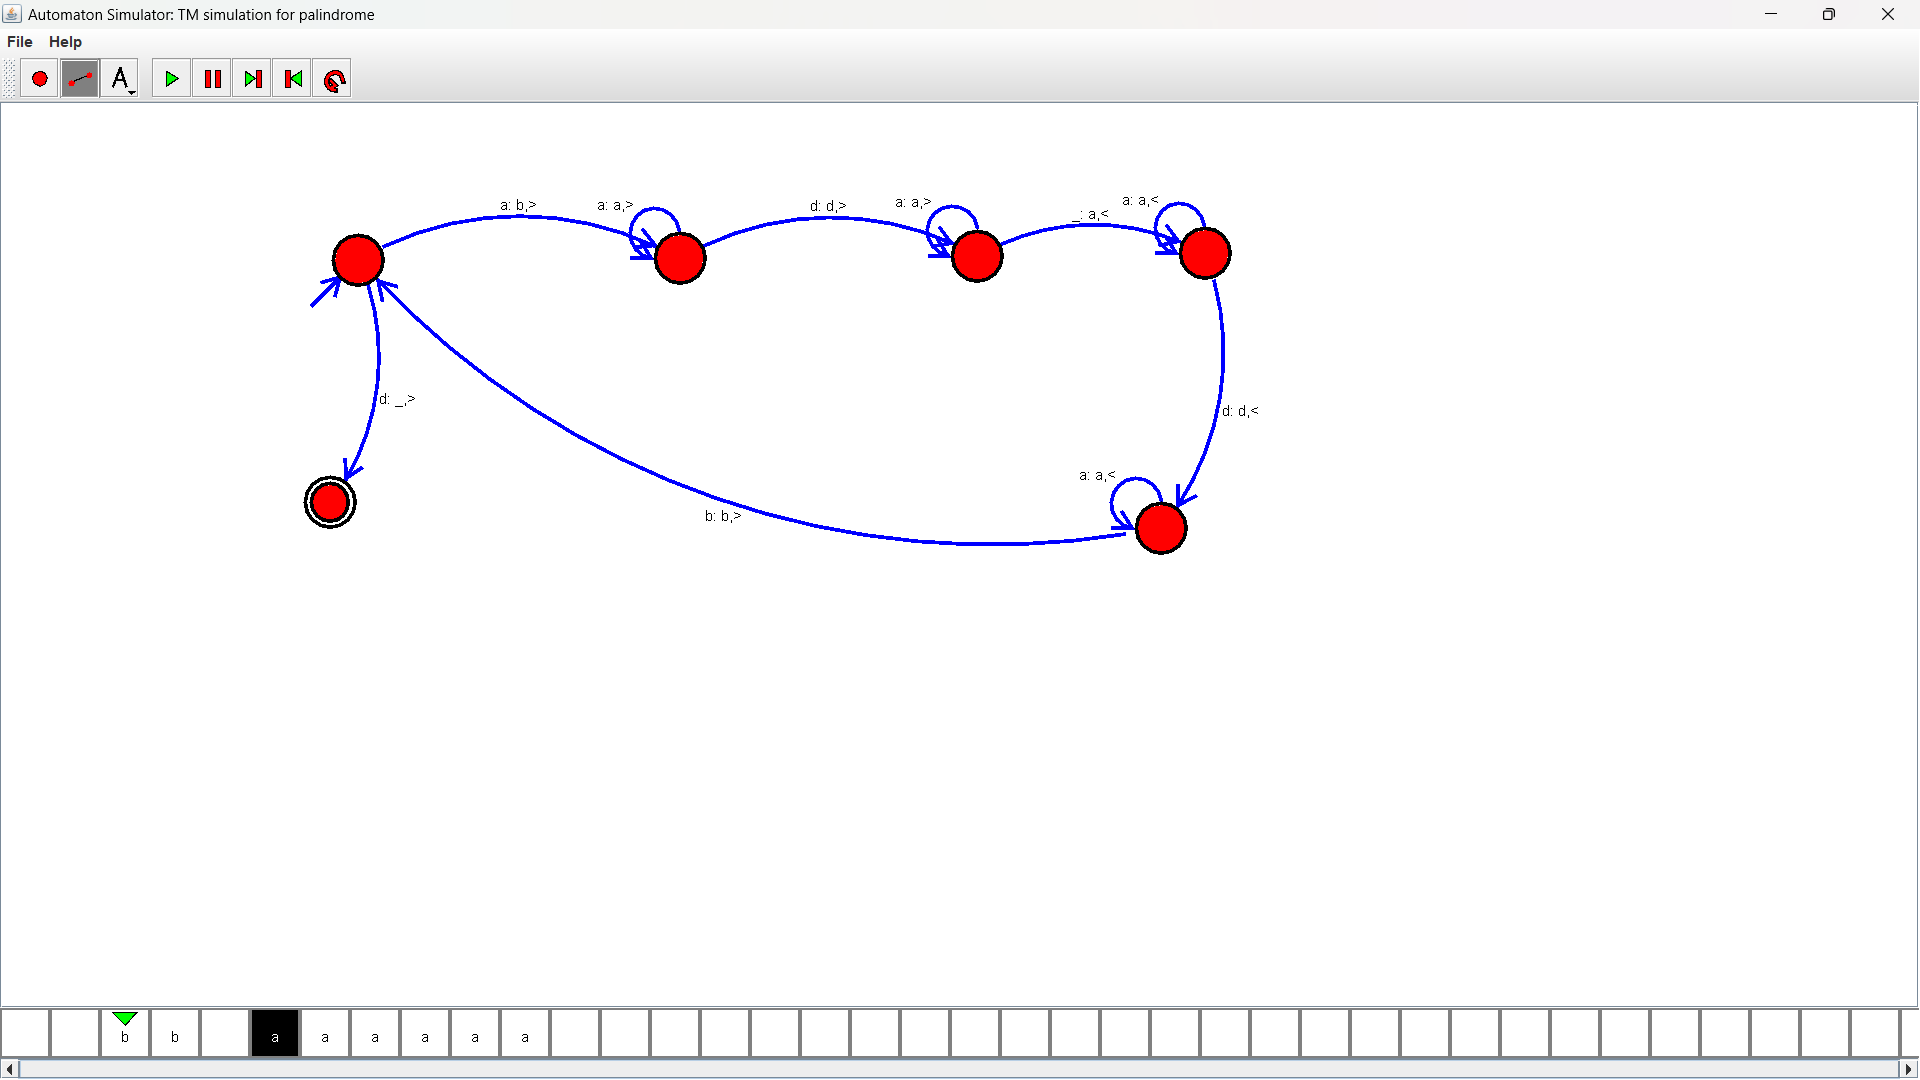 Automaton Simulator: TM simulation for palindrome
File Help
A
a: b,> a: a,> d: d,> a: a,> _: a,< a: a,<
d: _,> d: d,<
a: a,<
b: b,>
b b a a a a a a